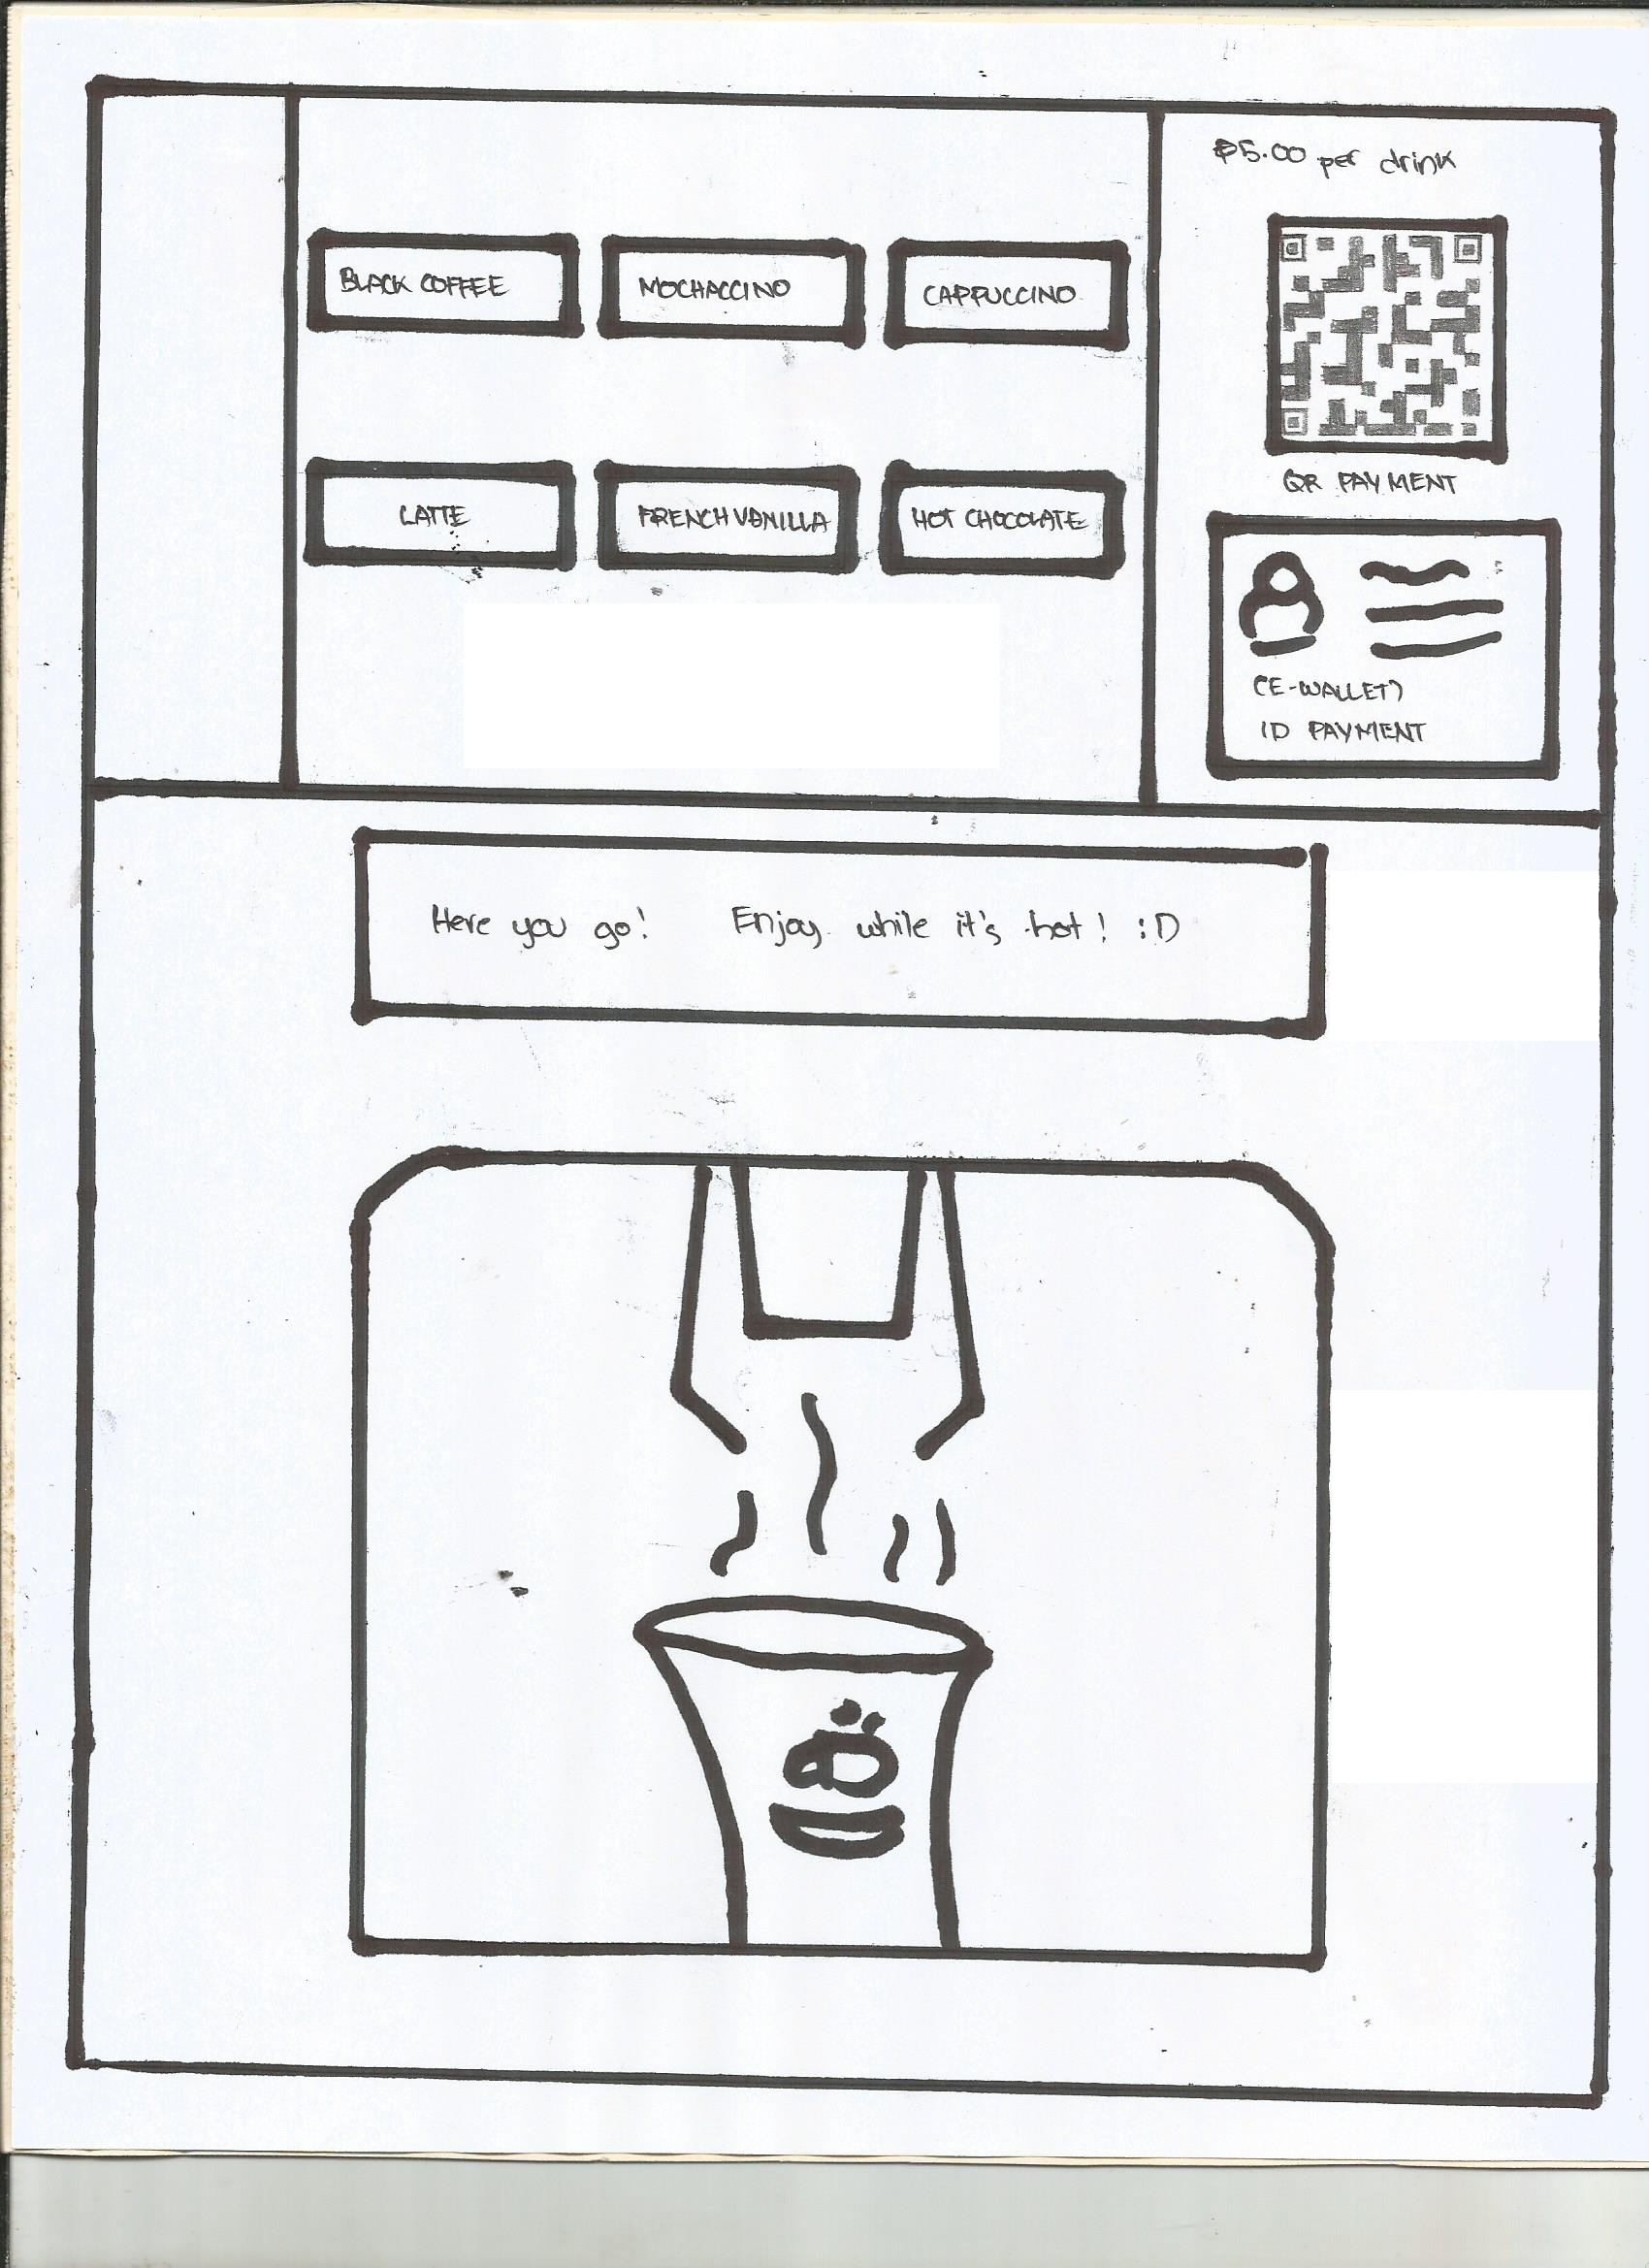 ₱5.00 per drink
BLACK COFFEE
MOCHACCINO
CAPPUCCINO
QR PAYMENT
LATTE
FRENCH VANILLA
HOT CHOCOLATE
(E-WALLET)
ID PAYMENT
Here you go! Enjoy while it's hot! :D